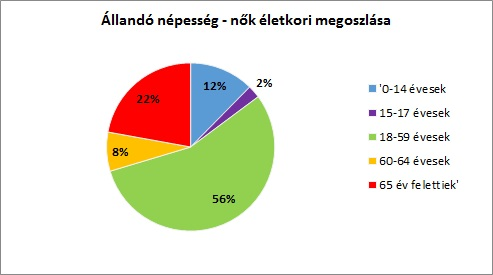 Állandó népesség - nők életkori megoszlása
12%
2%
56%
8%
22%
'0-14 évesek
15-17 évesek
18-59 évesek
60-64 évesek
65 év felettiek'